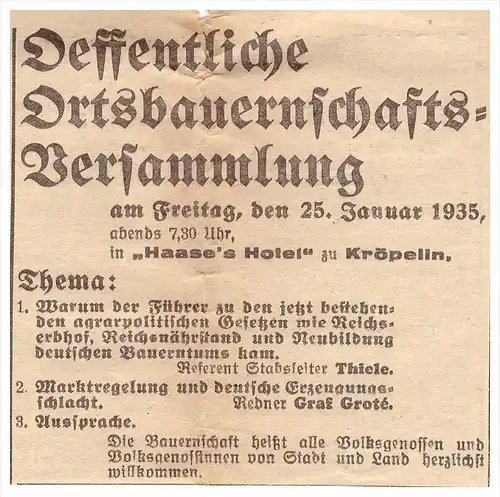 Oeffentliche
Ortsbauernschafts-
Versammlung
am Freitag, den 25. Januar 1935,
abends 7,30 Uhr,
in „Haase's Hotel“ zu Kröpelin,
Thema:
1. Warum der Führer zu den jetzt bestehen-
den agrarpolitischen Gesetzen wie Reichs-
erbhof, Reichsnährstand und Neubildung
deutschen Bauerntums kam.
Referent Stabsleiter Thiele.
2. Marktregelung und deutsche Erzeugungs-
schlacht. Redner Graf Groté.
3. Aussprache.
Die Bauernschaft heißt alle Volksgenossen und
Volksgenossinnen von Stadt und Land herzlichst
willkommen.